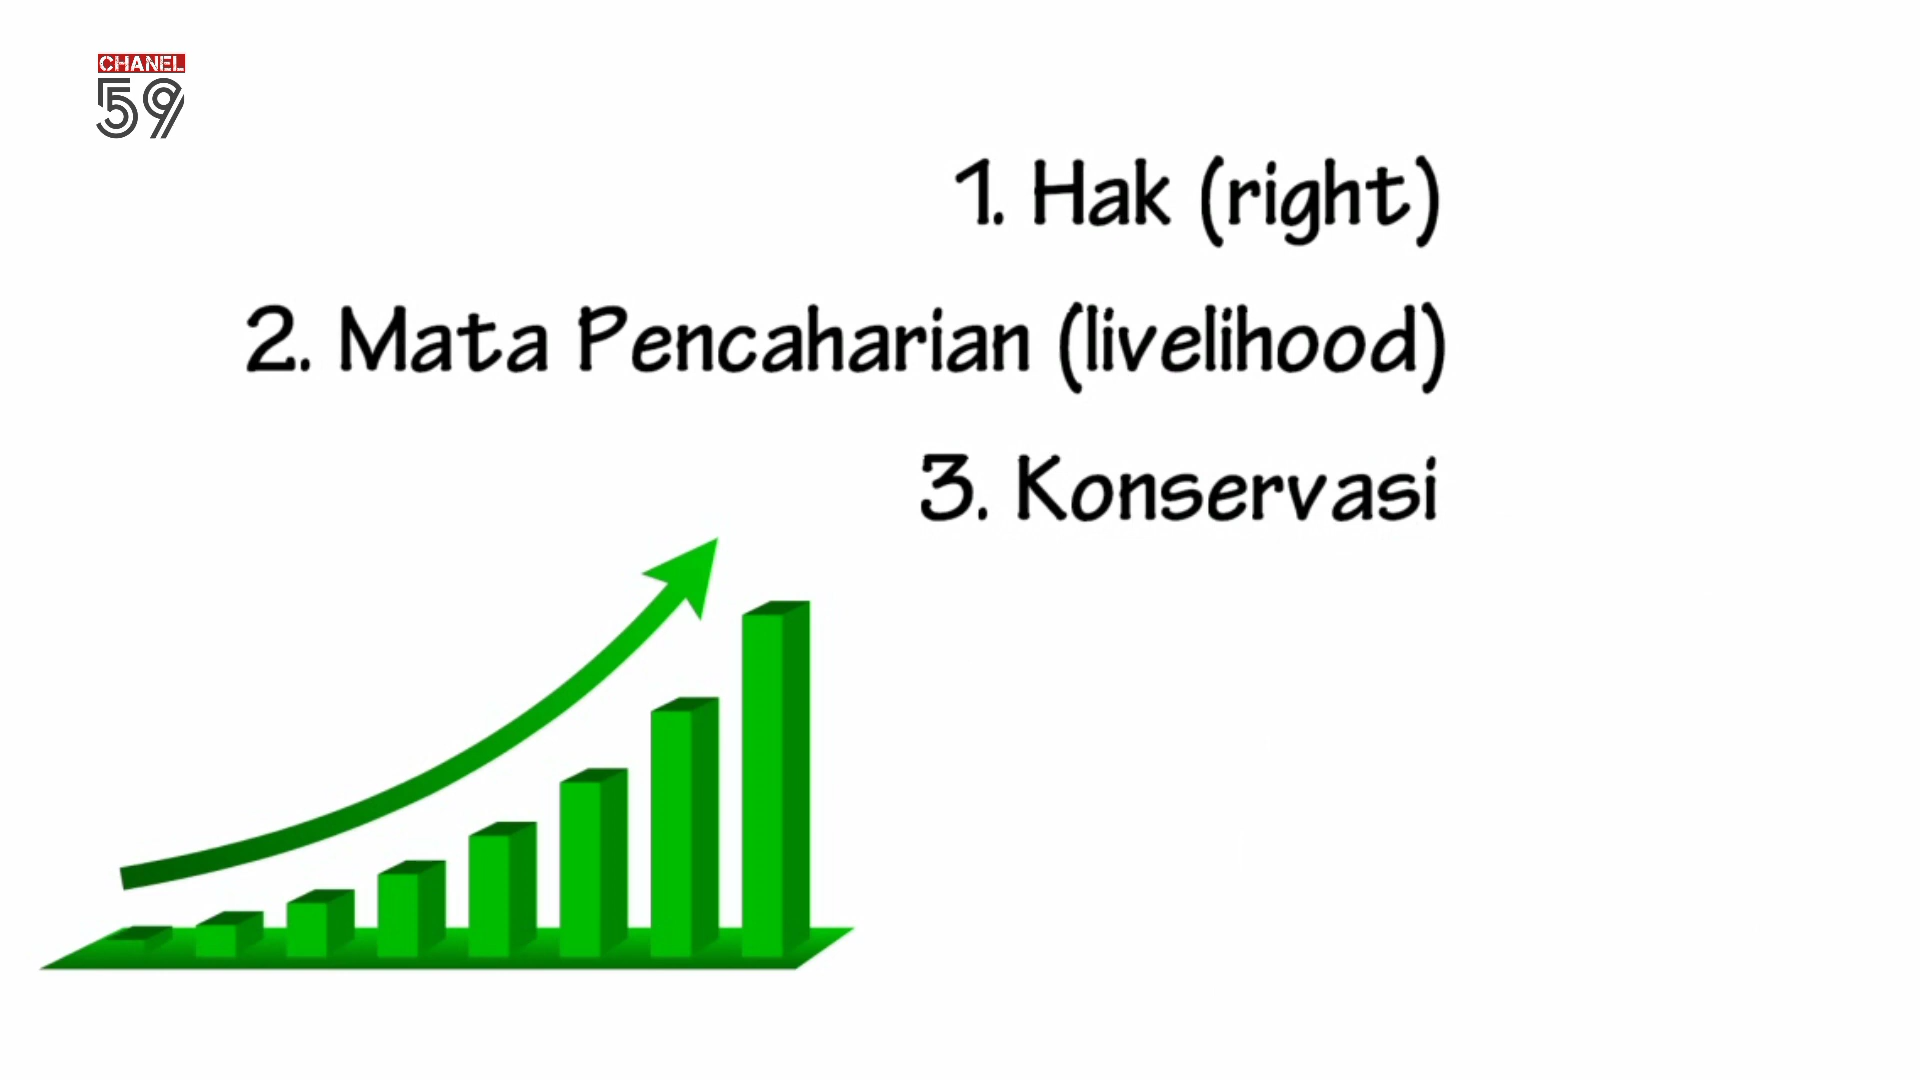 CHANEL
59
1. Hak (right)
2. Mata Pencaharian (livelihood)
3. Konservasi